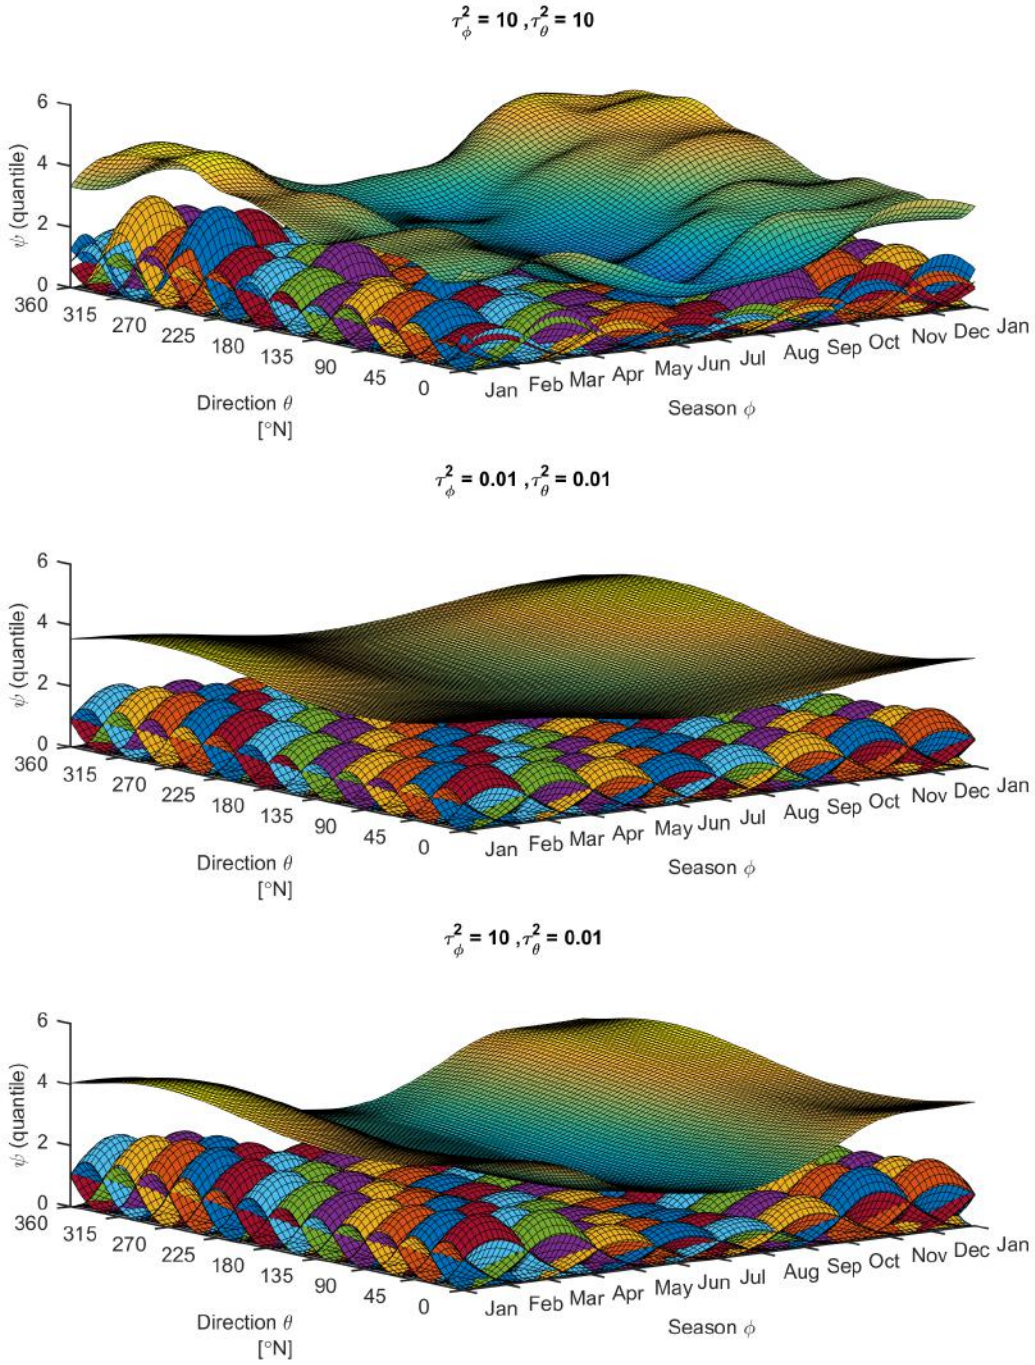 τ²_ϕ = 10 ,τ²_θ = 10
ψ (quantile)
6
4
2
0
360 315 270 225 180 135 90 45 0
Jan Feb Mar Apr May Jun Jul Aug Sep Oct Nov Dec Jan
Direction θ
[°N]
Season ϕ
τ²_ϕ = 0.01 ,τ²_θ = 0.01
ψ (quantile)
6
4
2
0
360 315 270 225 180 135 90 45 0
Jan Feb Mar Apr May Jun Jul Aug Sep Oct Nov Dec Jan
Direction θ
[°N]
Season ϕ
τ²_ϕ = 10 ,τ²_θ = 0.01
ψ (quantile)
6
4
2
0
360 315 270 225 180 135 90 45 0
Jan Feb Mar Apr May Jun Jul Aug Sep Oct Nov Dec Jan
Direction θ
[°N]
Season ϕ